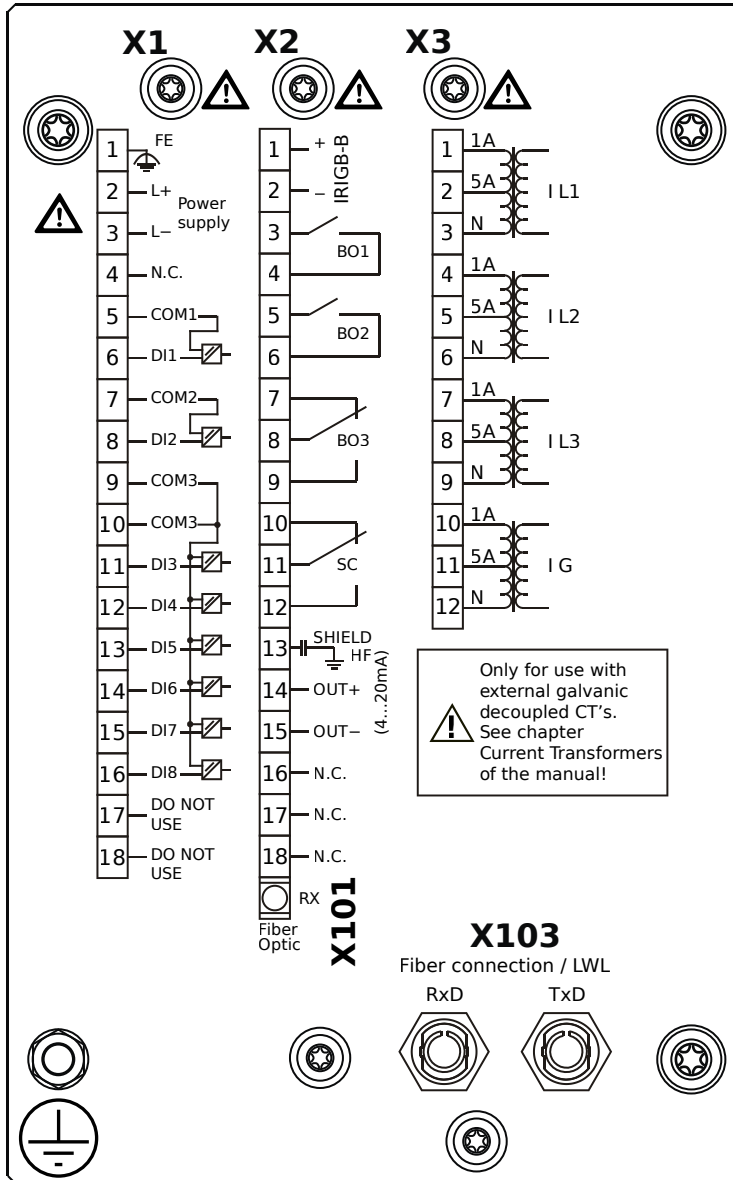 X1
X2
X3
1
FE
2
L+
Power
supply
3
L−
4
N.C.
5
COM1
6
DI1
7
COM2
8
DI2
9
COM3
10
COM3
11
DI3
12
DI4
13
DI5
14
DI6
15
DI7
16
DI8
17
DO NOT
USE
18
DO NOT
USE
1
+
2
−
IRIGB-B
3
BO1
4
5
BO2
6
7
8
BO3
9
10
11
SC
12
13
SHIELD
HF
14
OUT+
15
OUT−
(4...20mA)
16
N.C.
17
N.C.
18
N.C.
RX
Fiber
Optic
X101
1
1A
2
5A
I L1
3
N
4
1A
5
5A
I L2
6
N
7
1A
8
5A
I L3
9
N
10
1A
11
5A
I G
12
N
!
Only for use with
external galvanic
decoupled CT's.
See chapter
Current Transformers
of the manual!
X103
Fiber connection / LWL
RxD
TxD